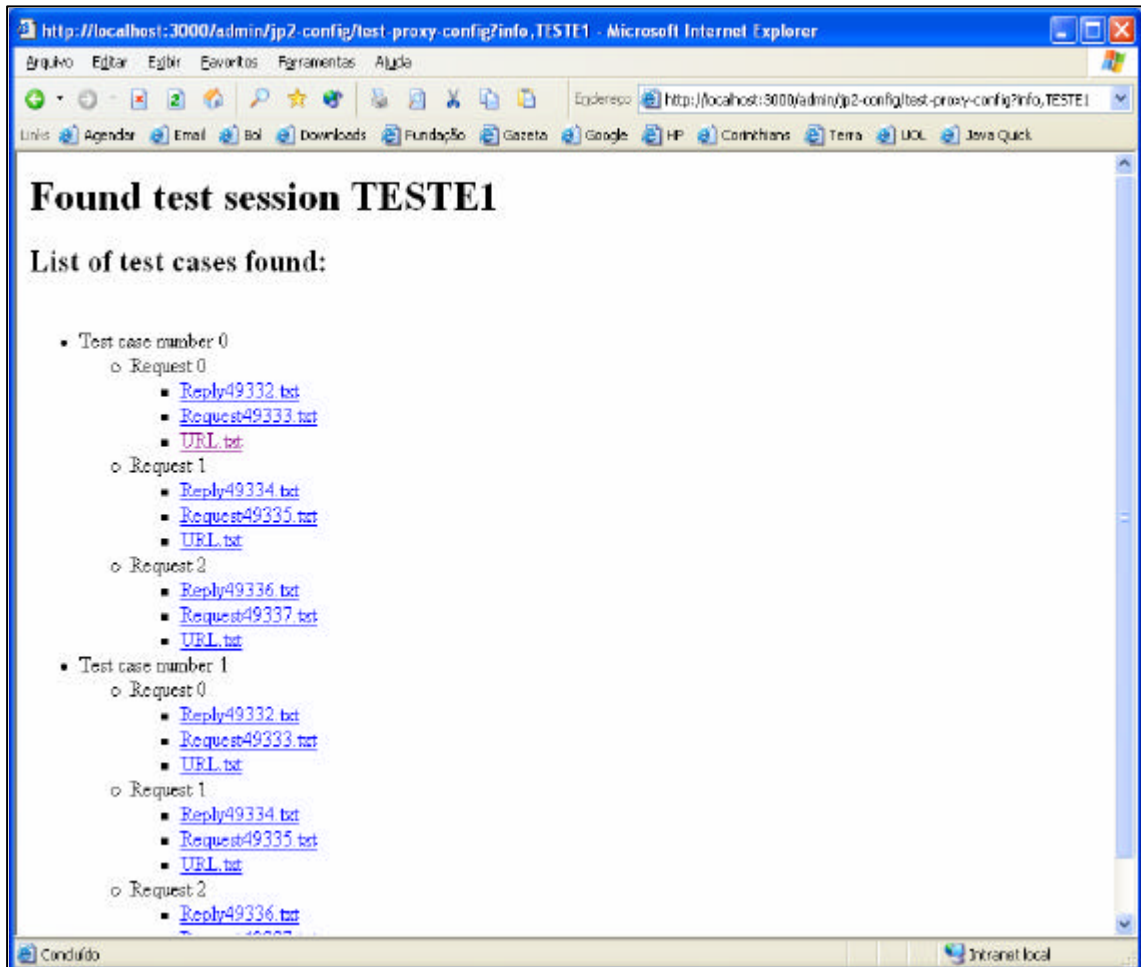 http://localhost:3000/admin/jp2-config/test-proxy-config?info,TESTE1 - Microsoft Internet Explorer
Arquivo Editar Exibir Favoritos Ferramentas Ajuda
Endereço http://localhost:3000/admin/jp2-config/test-proxy-config?info,TESTE1
Links Agendar Email Bol Downloads Fundação Gazeta Google HP Corinthians Terra UOL Java Quick
Found test session TESTE1
List of test cases found:
Test case number 0
Request 0
Reply49332.txt
Request49333.txt
URL.txt
Request 1
Reply49334.txt
Request49335.txt
URL.txt
Request 2
Reply49336.txt
Request49337.txt
URL.txt
Test case number 1
Request 0
Reply49332.txt
Request49333.txt
URL.txt
Request 1
Reply49334.txt
Request49335.txt
URL.txt
Request 2
Reply49336.txt
Concluído Intranet local